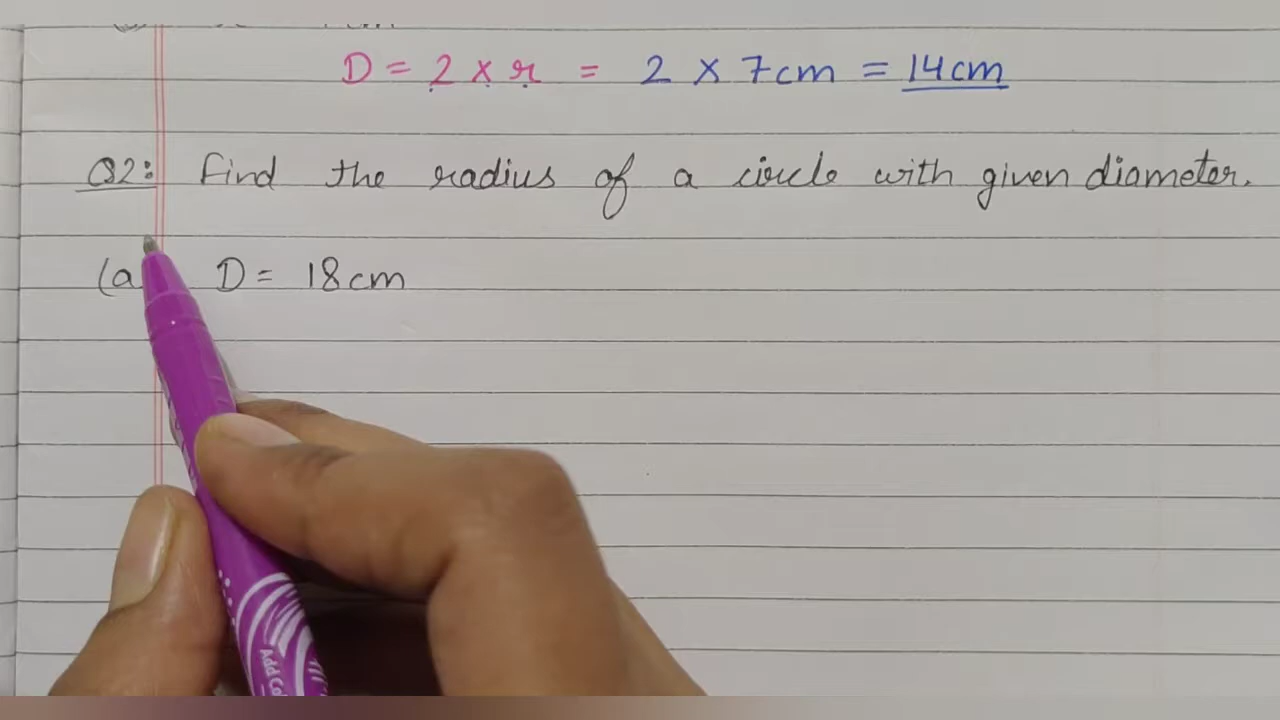 D = 2 × r = 2 × 7cm = 14cm
Q2: Find the radius of a circle with given diameter.
(a D = 18cm